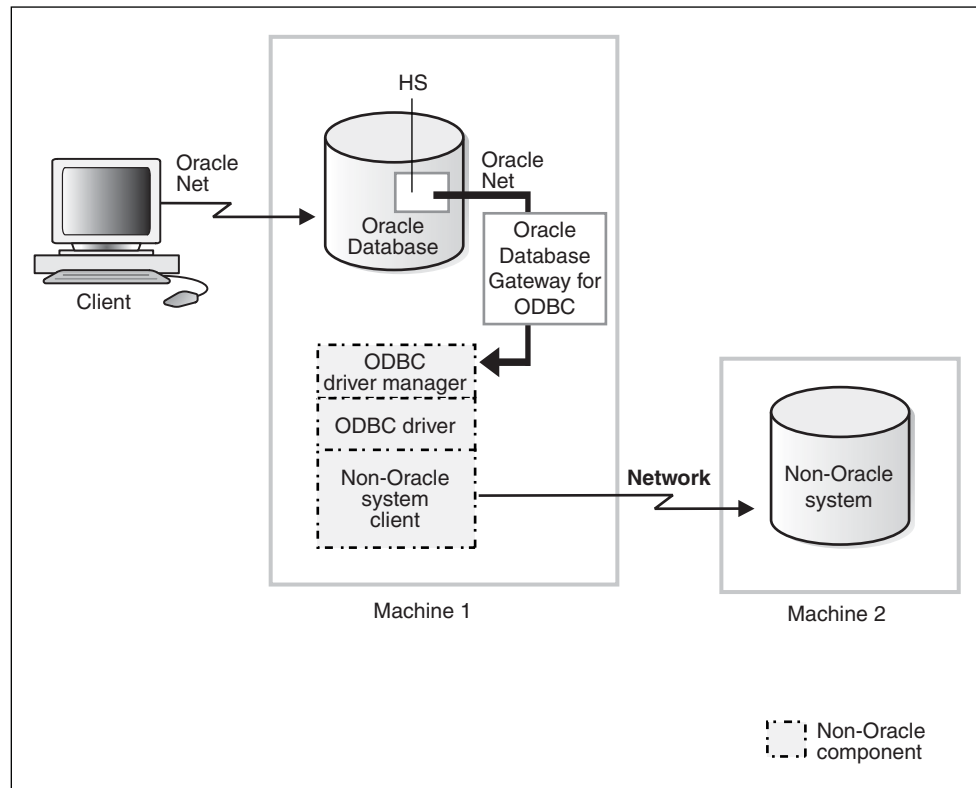 HS
Oracle
Net
Oracle
Net
Oracle
Database
Oracle
Database
Gateway for
ODBC
Client
ODBC
driver manager
ODBC driver
Non-Oracle
system
client
Network
Non-Oracle
system
Machine 1
Machine 2
Non-Oracle
component